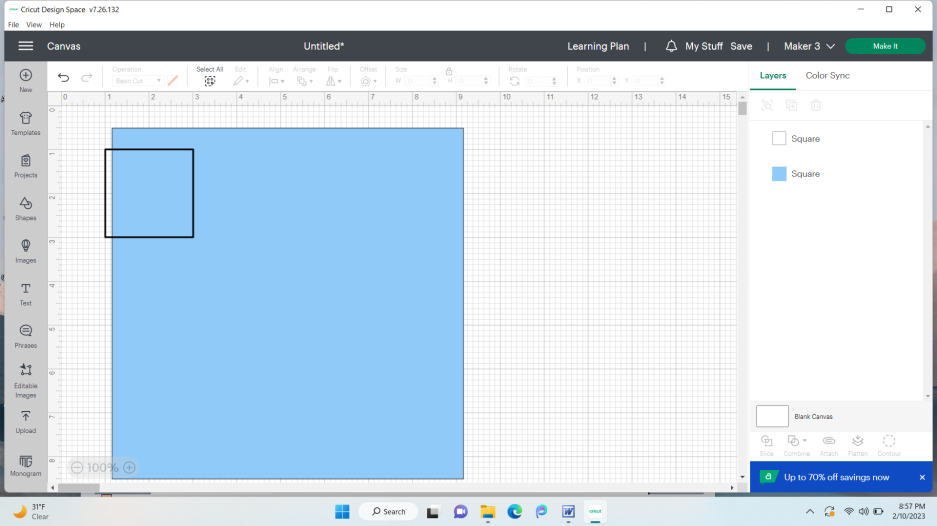 Cricut Design Space v7.26.132
File View Help
Canvas
Untitled*
Learning Plan | My Stuff Save | Maker 3 Make It
New
Templates
Projects
Shapes
Images
Text
Phrases
Editable
Images
Upload
Monogram
Operation
Basic Cut
Select All
Edit
Align
Arrange
Flip
Offset
Size
W
H
Rotate
Position
X
Y
0 1 2 3 4 5 6 7 8 9 10 11 12 13 14 15
0
1
2
3
4
5
6
7
8
100%
Layers Color Sync
Square
Square
Blank Canvas
Slice Combine Attach Flatten Contour
a Up to 70% off savings now
31°F
Clear
Search
cricut
8:57 PM
2/10/2023